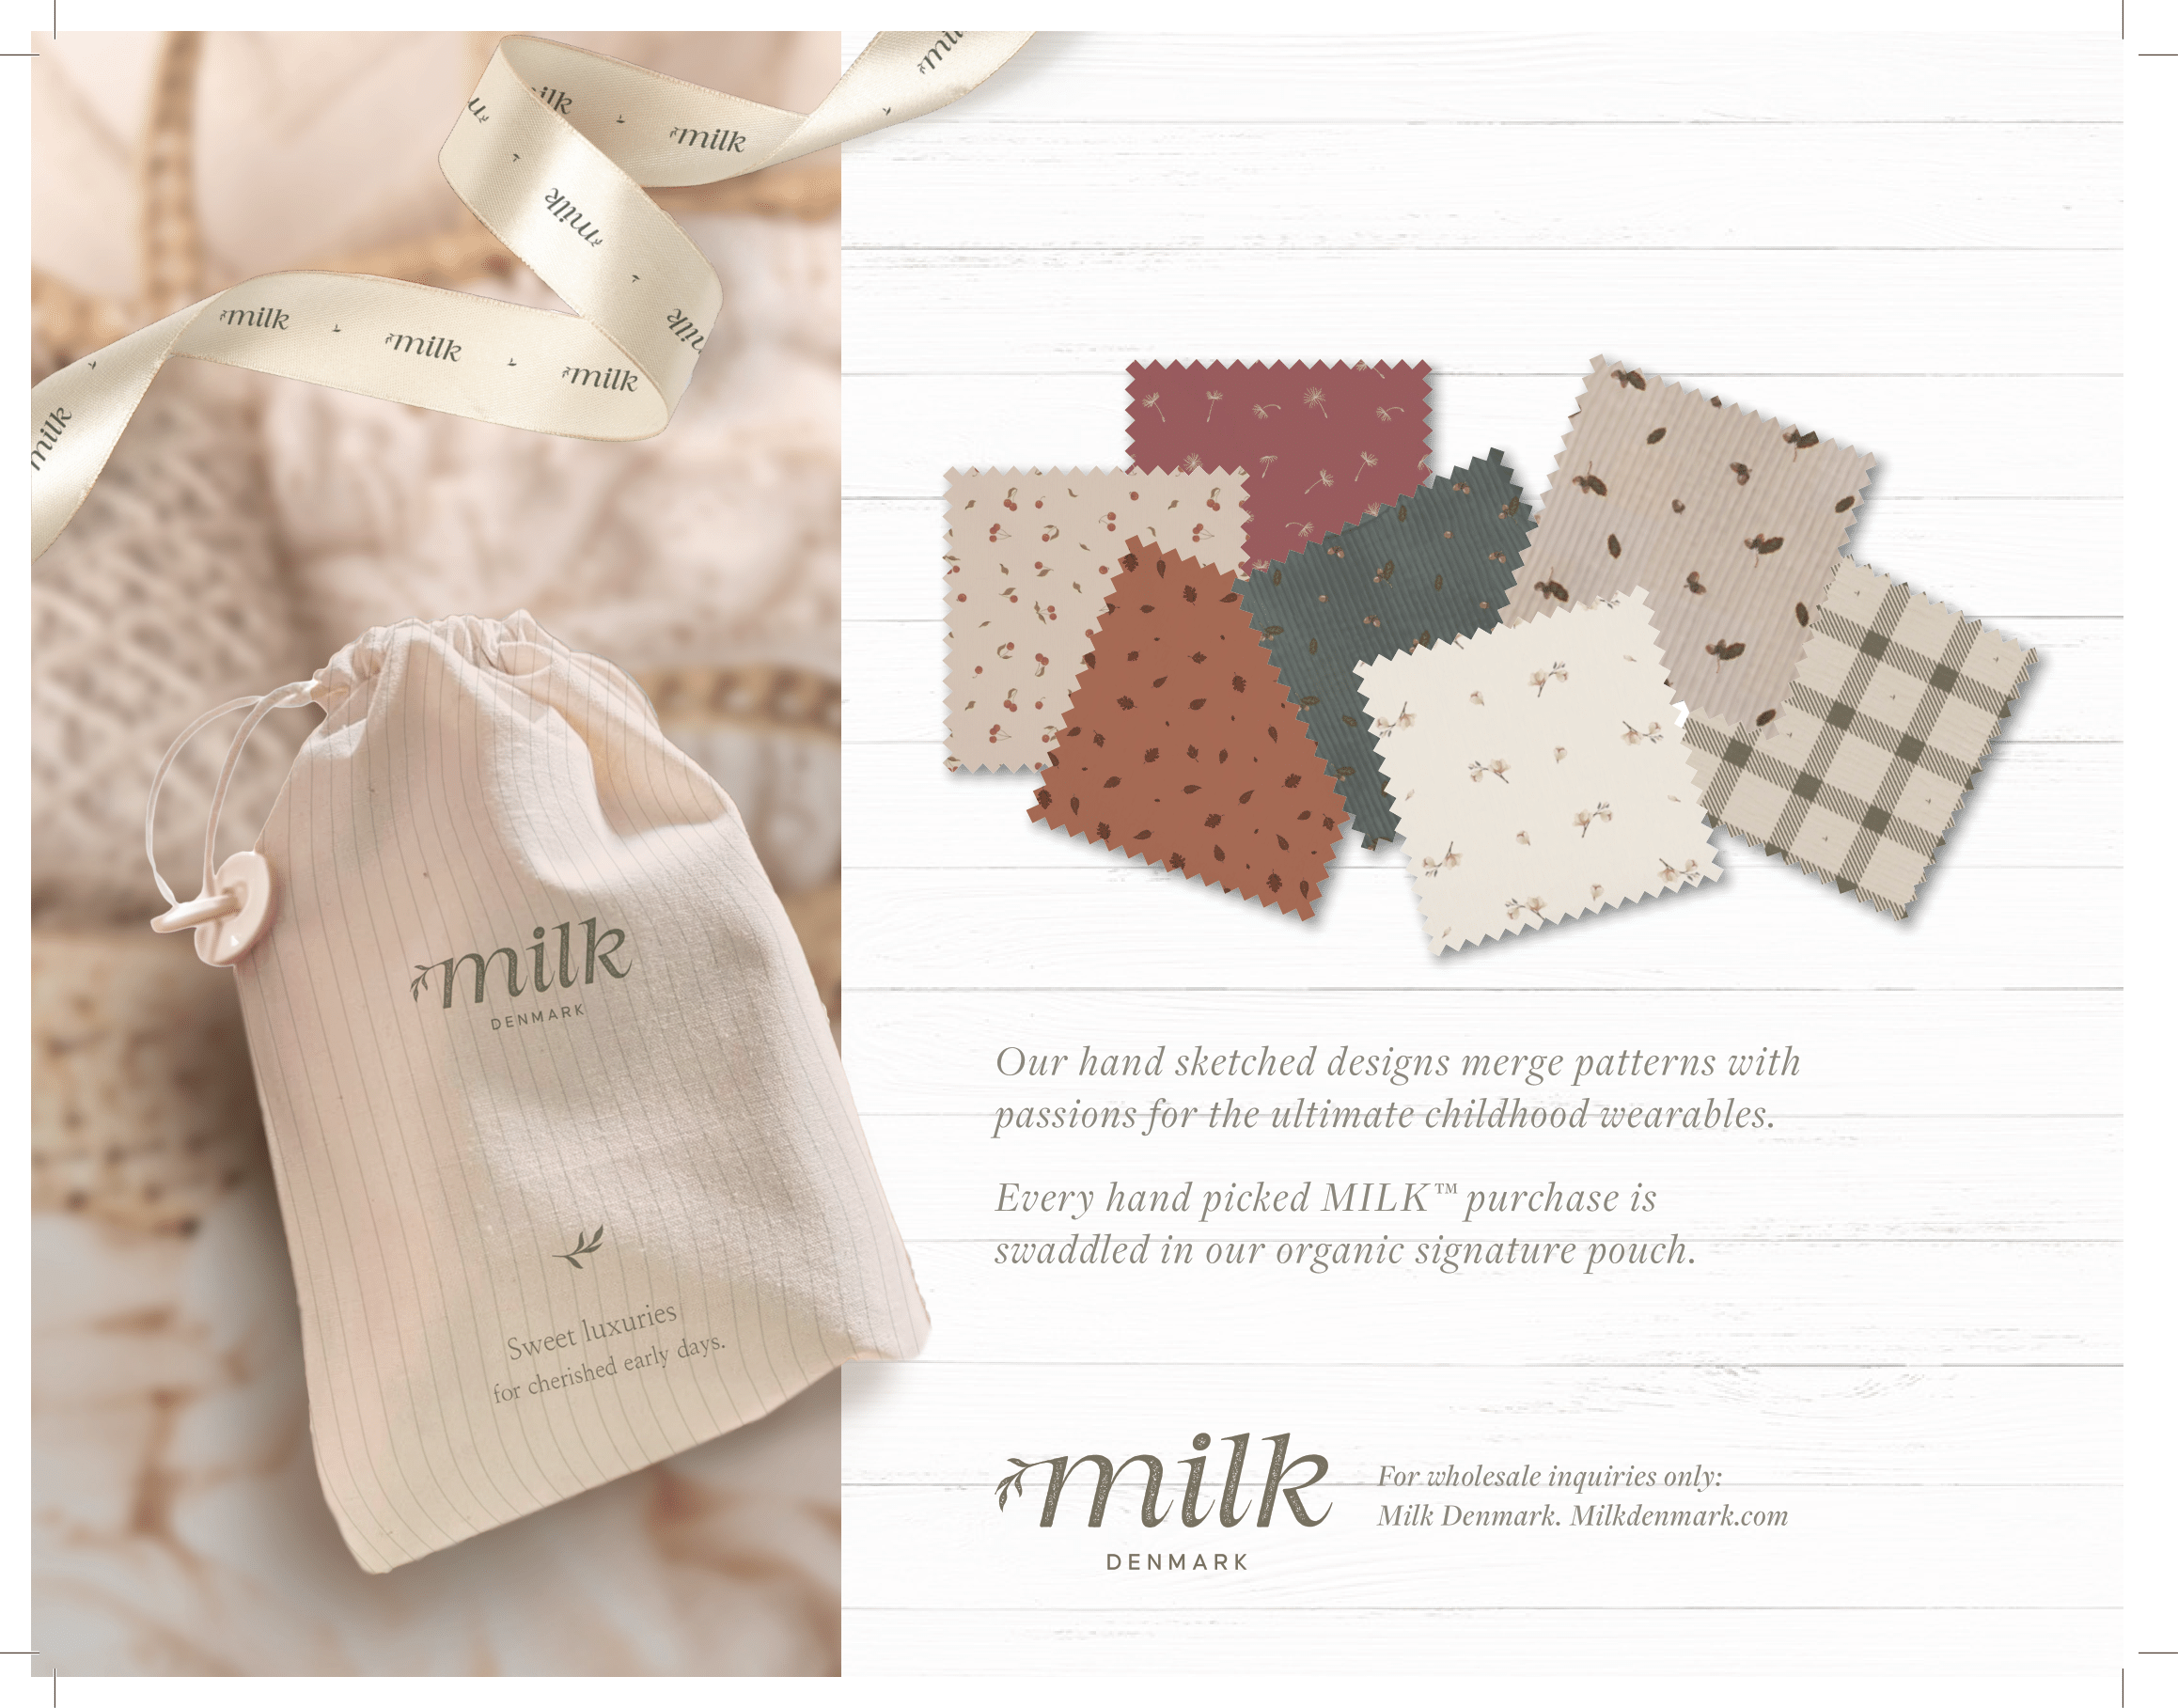 milk
milk
milk
milk
milk
milk
milk
milk
DENMARK
Sweet luxuries
for cherished early days.
Our hand sketched designs merge patterns with
passions for the ultimate childhood wearables.
Every hand picked MILK™ purchase is
swaddled in our organic signature pouch.
milk
DENMARK
For wholesale inquiries only:
Milk Denmark. Milkdenmark.com